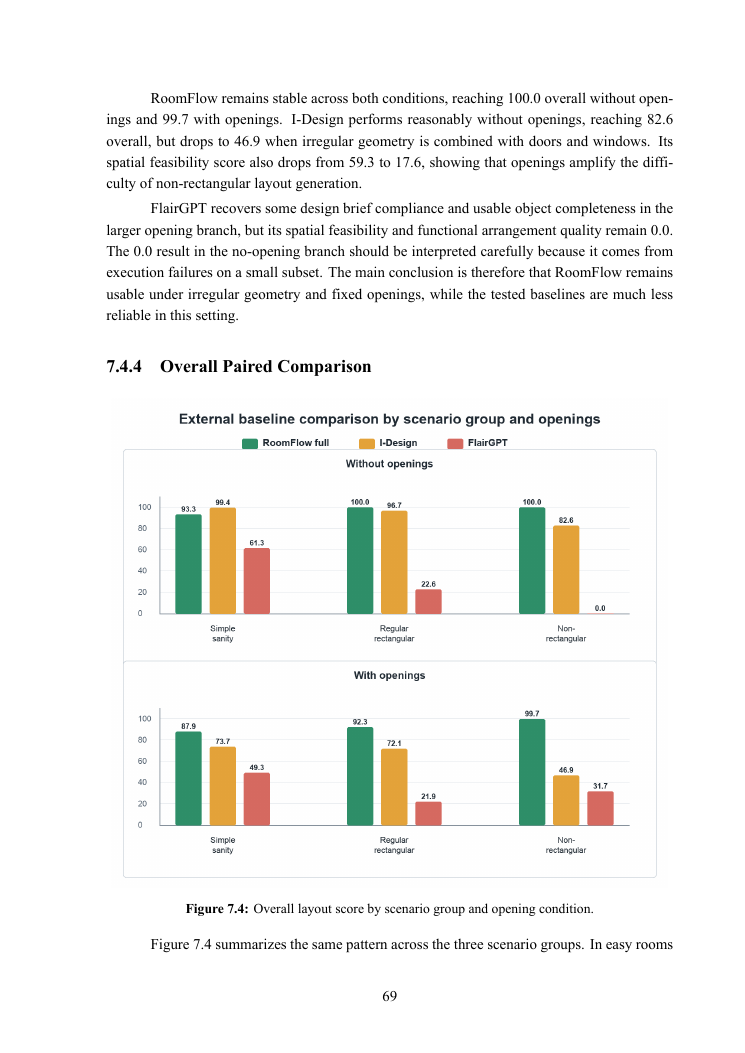 RoomFlow remains stable across both conditions, reaching 100.0 overall without open-
ings and 99.7 with openings. I-Design performs reasonably without openings, reaching 82.6
overall, but drops to 46.9 when irregular geometry is combined with doors and windows. Its
spatial feasibility score also drops from 59.3 to 17.6, showing that openings amplify the diffi-
culty of non-rectangular layout generation.
FlairGPT recovers some design brief compliance and usable object completeness in the
larger opening branch, but its spatial feasibility and functional arrangement quality remain 0.0.
The 0.0 result in the no-opening branch should be interpreted carefully because it comes from
execution failures on a small subset. The main conclusion is therefore that RoomFlow remains
usable under irregular geometry and fixed openings, while the tested baselines are much less
reliable in this setting.
7.4.4 Overall Paired Comparison
External baseline comparison by scenario group and openings
RoomFlow full I-Design FlairGPT
Without openings
100
80
60
40
20
0
93.3 99.4 61.3
100.0 96.7 22.6
100.0 82.6 0.0
Simple
sanity
Regular
rectangular
Non-
rectangular
With openings
100
80
60
40
20
0
87.9 73.7 49.3
92.3 72.1 21.9
99.7 46.9 31.7
Simple
sanity
Regular
rectangular
Non-
rectangular
Figure 7.4: Overall layout score by scenario group and opening condition.
Figure 7.4 summarizes the same pattern across the three scenario groups. In easy rooms
69